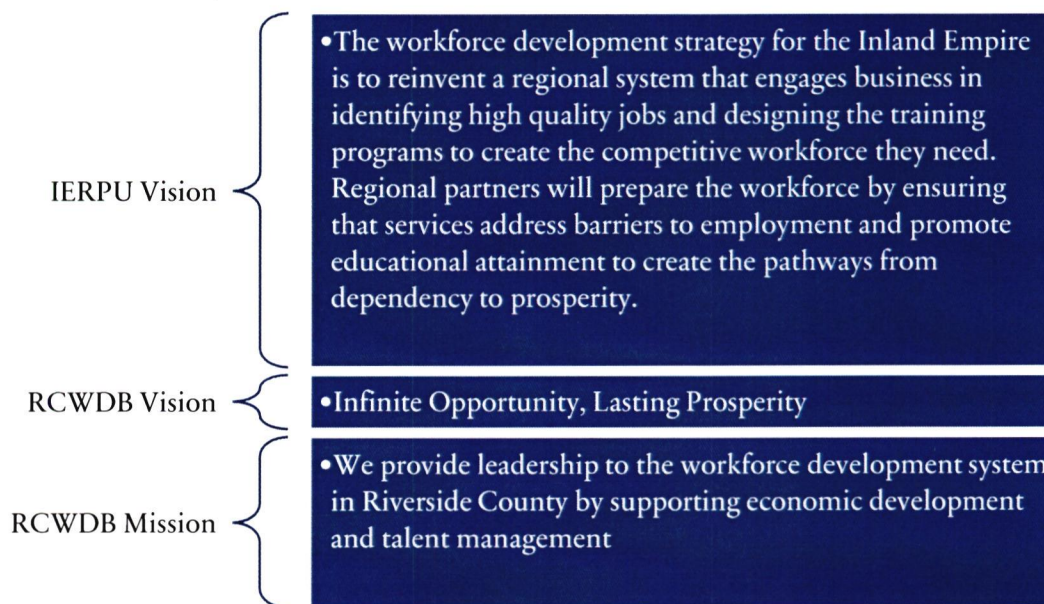 IERPU Vision
•The workforce development strategy for the Inland Empire
is to reinvent a regional system that engages business in
identifying high quality jobs and designing the training
programs to create the competitive workforce they need.
Regional partners will prepare the workforce by ensuring
that services address barriers to employment and promote
educational attainment to create the pathways from
dependency to prosperity.
RCWDB Vision
•Infinite Opportunity, Lasting Prosperity
RCWDB Mission
•We provide leadership to the workforce development system
in Riverside County by supporting economic development
and talent management